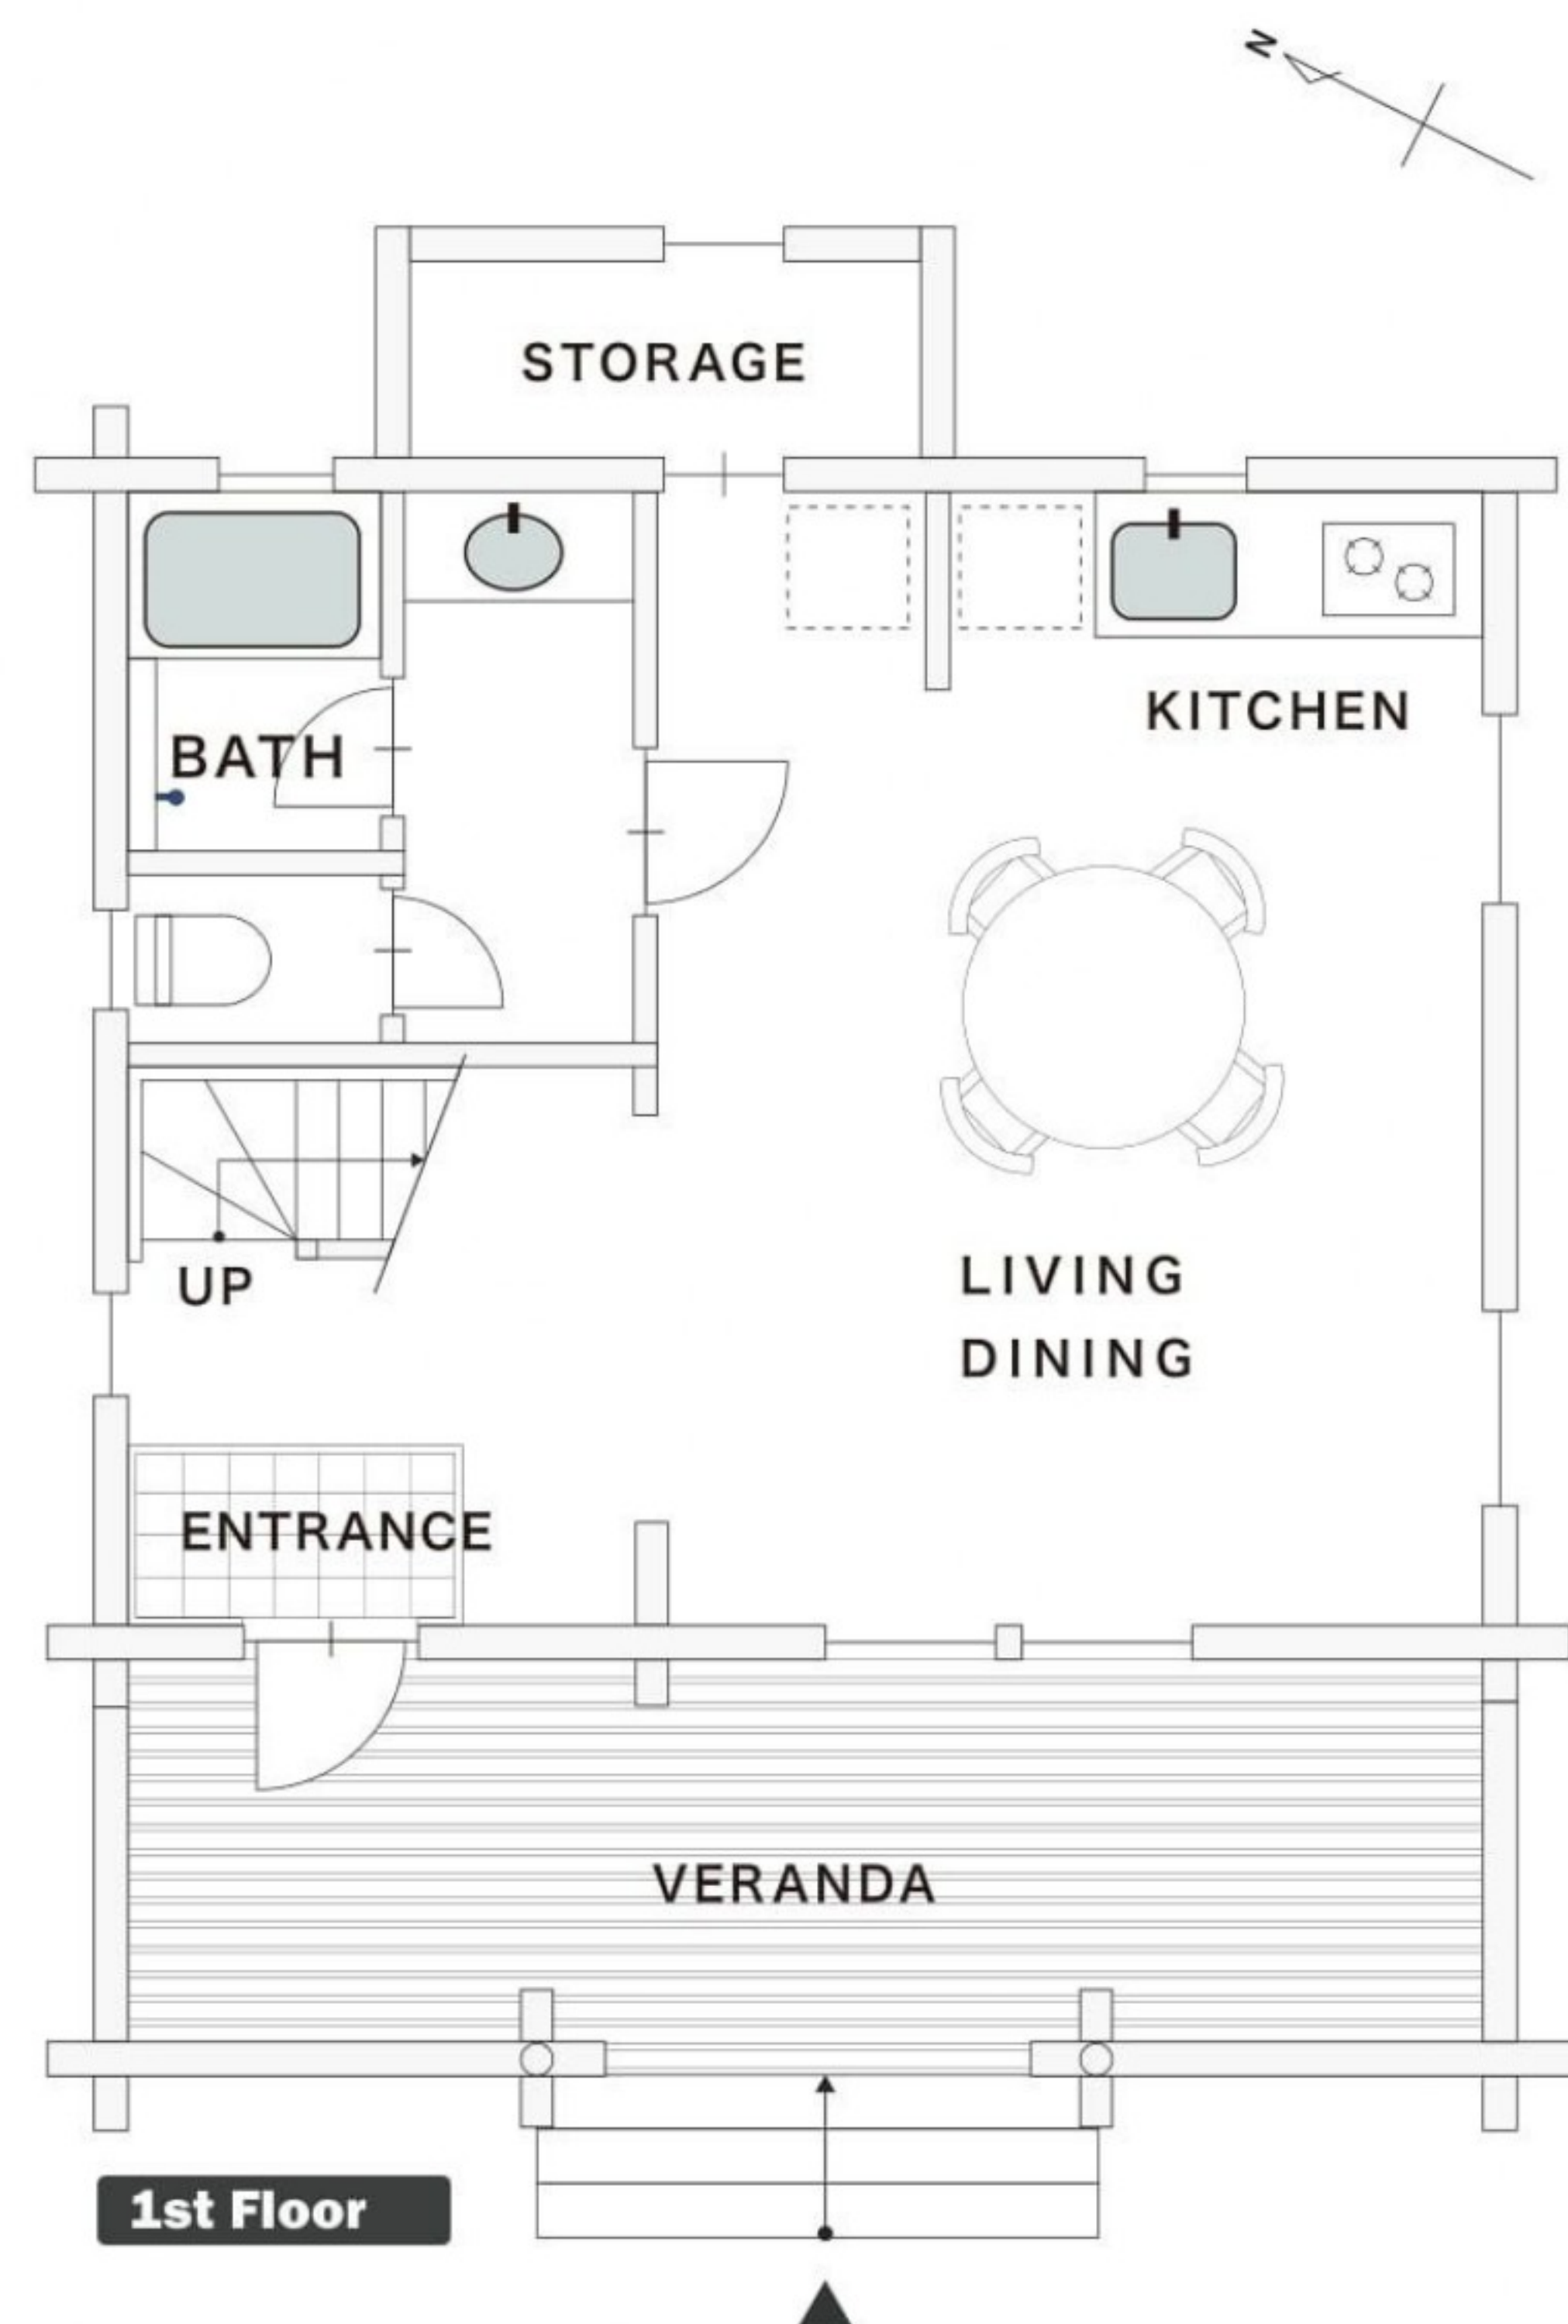 N
STORAGE
KITCHEN
BATH
LIVING
DINING
UP
ENTRANCE
VERANDA
1st Floor